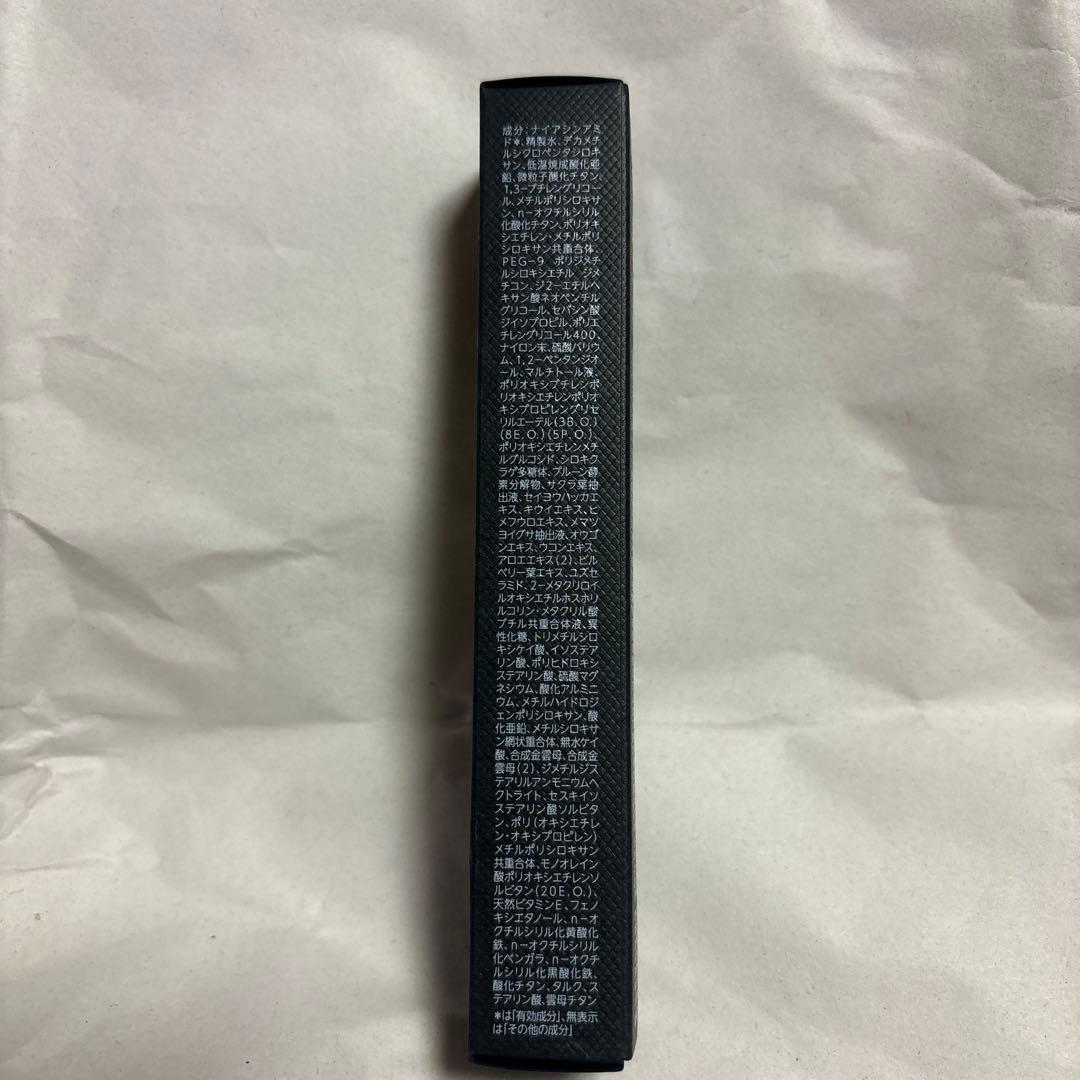 成分：ナイアシンアミ
ド*、精製水、デカメチ
ルシクロペンタシロキ
サン、低温焼成酸化亜
鉛、微粒子酸化チタン、
1,3-ブチレングリコー
ル、メチルポリシロキサ
ン、n-オクチルシリル
化酸化チタン、ポリオキ
シエチレン・メチルポリ
シロキサン共重合体、
PEG-9 ポリジメチ
ルシロキシエチル ジメ
チコン、ジ2-エチルヘ
キサン酸ネオペンチル
グリコール、セバシン酸
ジイソプロピル、ポリエ
チレングリコール400、
ナイロン末、硫酸バリウ
ム、1,2-ペンタンジオ
ール、マルチトール液、
ポリオキシブチレンポ
リオキシエチレンポリオ
キシプロピレングリセ
リルエーテル(3B.O.)
(8E.O.)(5P.O.)、
ポリオキシエチレンメチ
ルグルコシド、シロキク
ラゲ多糖体、プルーン酵
素分解物、サクラ葉抽
出液、セイヨウハッカエ
キス、キウイエキス、ヒ
メフウロエキス、メマツ
ヨイグサ抽出液、オウゴ
ンエキス、ウコンエキス、
アロエエキス(2)、ビル
ベリー葉エキス、ユズセ
ラミド、2-メタクリロイ
ルオキシエチルホスホリ
ルコリン・メタクリル酸
ブチル共重合体液、異
性化糖、トリメチルシロ
キシケイ酸、イソステア
リン酸、ポリヒドロキシ
ステアリン酸、硫酸マグ
ネシウム、酸化アルミニ
ウム、メチルハイドロジ
ェンポリシロキサン、酸
化亜鉛、メチルシロキサ
ン網状重合体、無水ケイ
酸、合成金雲母、合成金
雲母(2)、ジメチルジス
テアリルアンモニウムヘ
クトライト、セスキイソ
ステアリン酸ソルビタ
ン、ポリ(オキシエチレ
ン・オキシプロピレン)
メチルポリシロキサン
共重合体、モノオレイン
酸ポリオキシエチレンソ
ルビタン(20E.O.)、
天然ビタミンE、フェノ
キシエタノール、n-オ
クチルシリル化黄酸化
鉄、n-オクチルシリル
化ベンガラ、n-オクチ
ルシリル化黒酸化鉄、
酸化チタン、タルク、ス
テアリン酸、雲母チタン
*は「有効成分」、無表示
は「その他の成分」